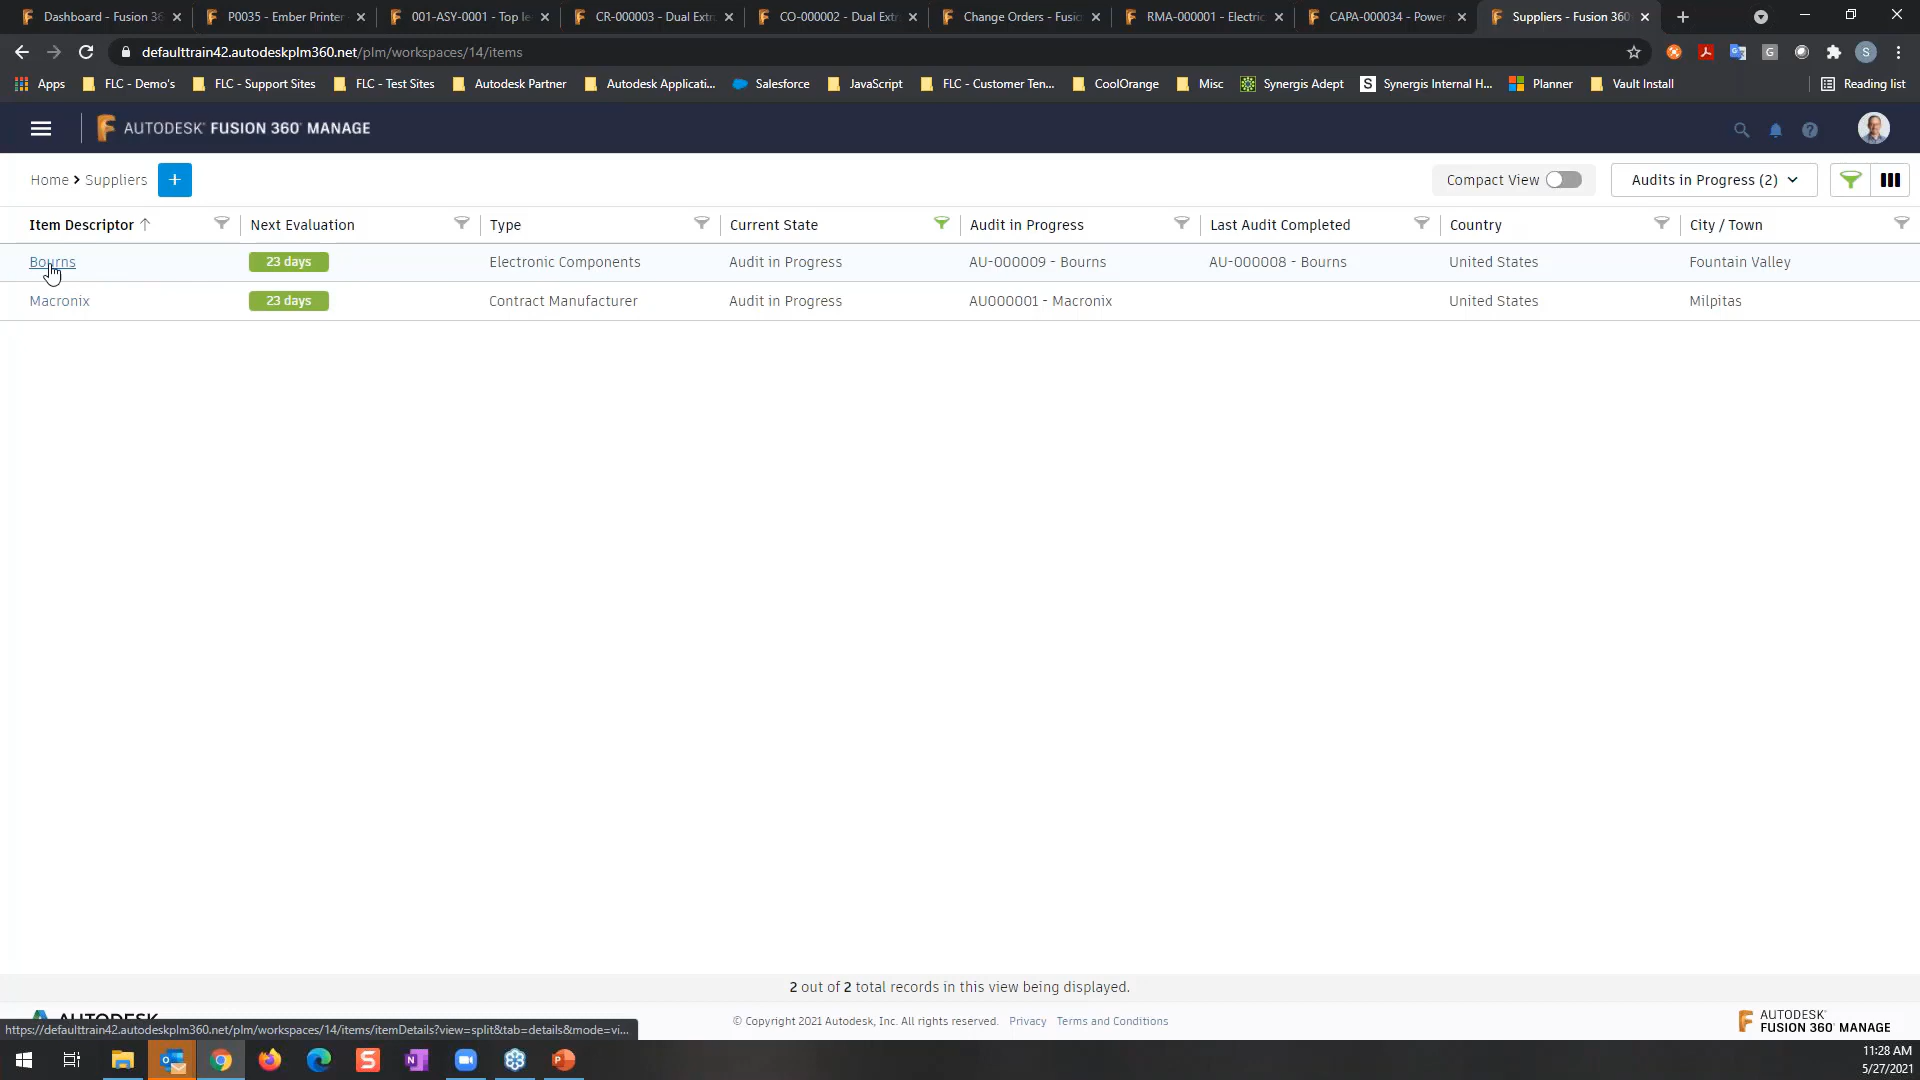 Dashboard - Fusion 36
P0035 - Ember Printer
001-ASY-0001 - Top le
CR-000003 - Dual Extr
CO-000002 - Dual Extr
Change Orders - Fusio
RMA-000001 - Electric
CAPA-000034 - Power
Suppliers - Fusion 360
defaulttrain42.autodeskplm360.net/plm/workspaces/14/items
Apps
FLC - Demo's
FLC - Support Sites
FLC - Test Sites
Autodesk Partner
Autodesk Applicati...
Salesforce
JavaScript
FLC - Customer Ten...
CoolOrange
Misc
Synergis Adept
Synergis Internal H...
Planner
Vault Install
Reading list
AUTODESK® FUSION 360® MANAGE
Home > Suppliers
+
Compact View
Audits in Progress (2)
Item Descriptor Next Evaluation Type Current State Audit in Progress Last Audit Completed Country City / Town
Bourns 23 days Electronic Components Audit in Progress AU-000009 - Bourns AU-000008 - Bourns United States Fountain Valley
Macronix 23 days Contract Manufacturer Audit in Progress AU000001 - Macronix United States Milpitas
2 out of 2 total records in this view being displayed.
AUTODESK
https://defaulttrain42.autodeskplm360.net/plm/workspaces/14/items/itemDetails?view=split&tab=details&mode=vi...
© Copyright 2021 Autodesk, Inc. All rights reserved. Privacy Terms and Conditions
AUTODESK®
FUSION 360® MANAGE
11:28 AM
5/27/2021